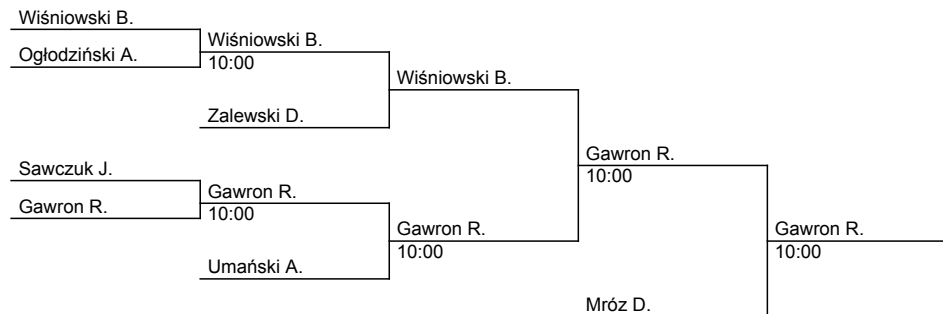 Wiśniowski B.
Ogłodziński A.
Wiśniowski B.
10:00
Wiśniowski B.
Zalewski D.
Gawron R.
10:00
Sawczuk J.
Gawron R.
Gawron R.
10:00
Gawron R.
10:00
Umański A.
Gawron R.
10:00
Mróz D.